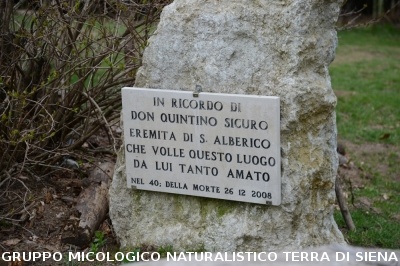 IN RICORDO DI
DON QUINTINO SICURO
EREMITA DI S. ALBERICO
CHE VOLLE QUESTO LUOGO
DA LUI TANTO AMATO
NEL 40: DELLA MORTE 26 12 2008
GRUPPO MICOLOGICO NATURALISTICO TERRA DI SIENA